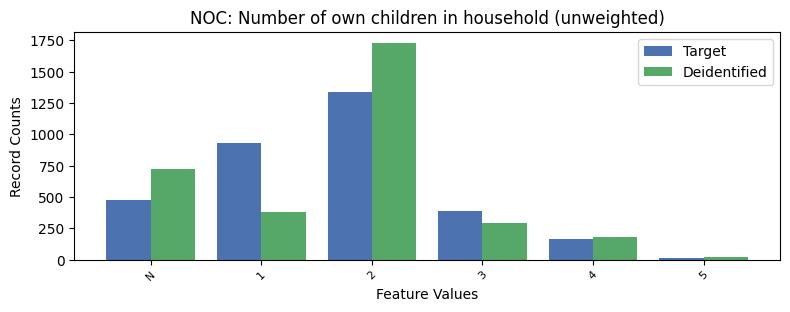 NOC: Number of own children in household (unweighted)
Target
Deidentified
1750
1500
1250
1000
750
500
250
0
Record Counts
N
1
2
3
4
5
Feature Values